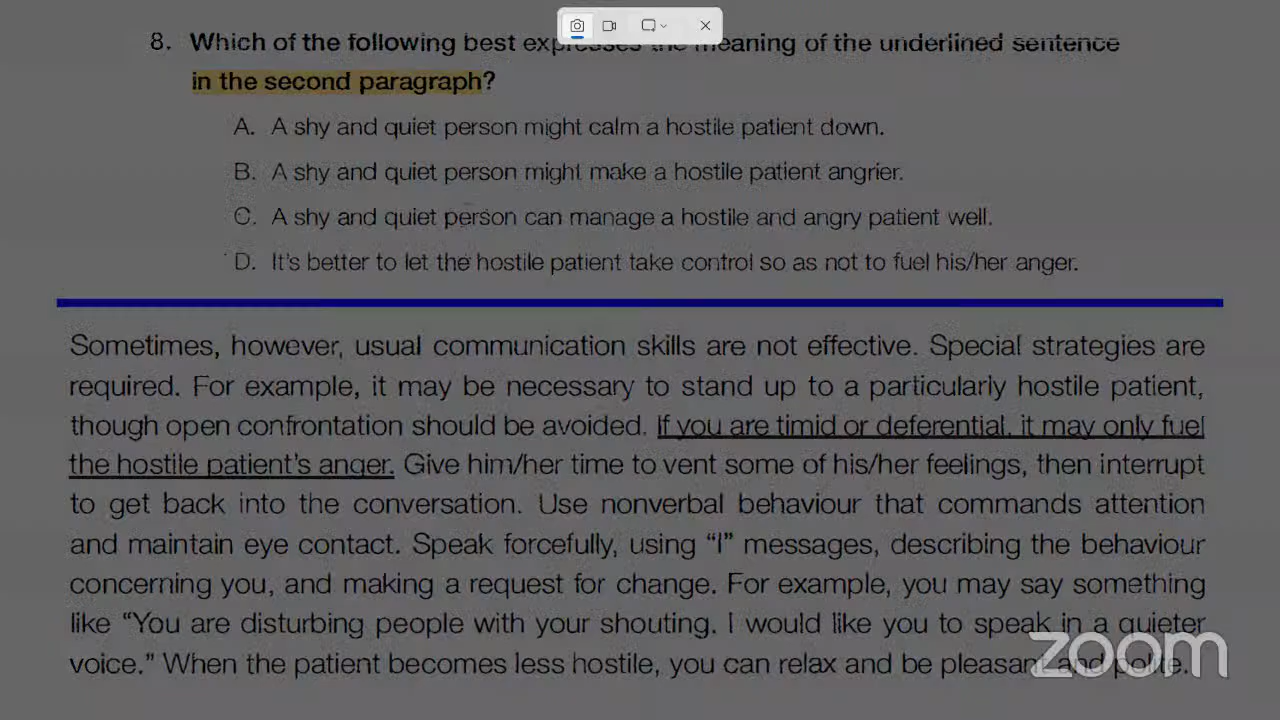 8. Which of the following best expresses the meaning of the underlined sentence
in the second paragraph?
A. A shy and quiet person might calm a hostile patient down.
B. A shy and quiet person might make a hostile patient angrier.
C. A shy and quiet person can manage a hostile and angry patient well.
D. It's better to let the hostile patient take control so as not to fuel his/her anger.
Sometimes, however, usual communication skills are not effective. Special strategies are
required. For example, it may be necessary to stand up to a particularly hostile patient,
though open confrontation should be avoided. If you are timid or deferential, it may only fuel
the hostile patient's anger. Give him/her time to vent some of his/her feelings, then interrupt
to get back into the conversation. Use nonverbal behaviour that commands attention
and maintain eye contact. Speak forcefully, using “I” messages, describing the behaviour
concerning you, and making a request for change. For example, you may say something
like “You are disturbing people with your shouting. I would like you to speak in a quieter
voice.” When the patient becomes less hostile, you can relax and be pleasant and polite.
zoom